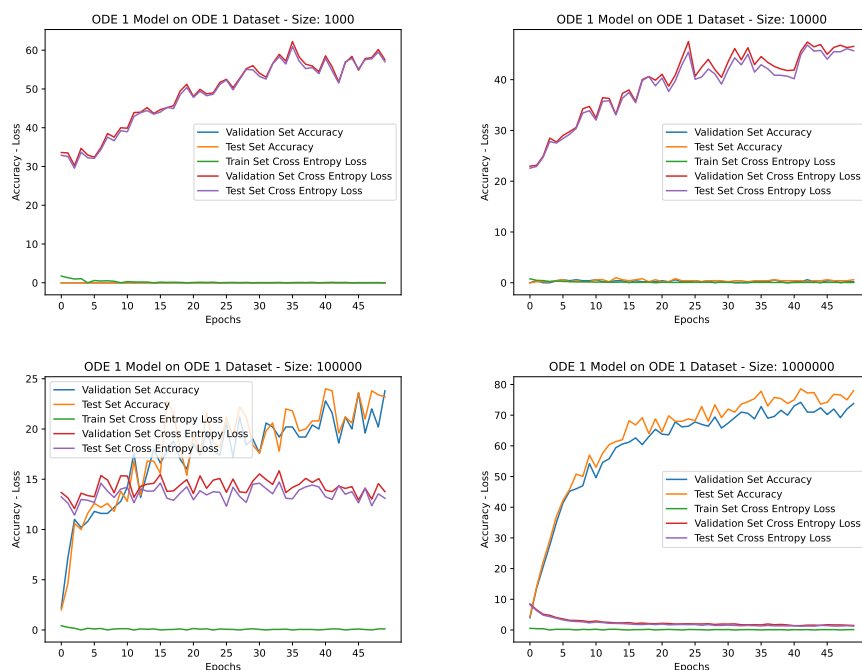 ODE 1 Model on ODE 1 Dataset - Size: 1000
60
50
40
30
20
10
0
Accuracy - Loss
Validation Set Accuracy
Test Set Accuracy
Train Set Cross Entropy Loss
Validation Set Cross Entropy Loss
Test Set Cross Entropy Loss
0 5 10 15 20 25 30 35 40 45
Epochs
ODE 1 Model on ODE 1 Dataset - Size: 10000
40
30
20
10
0
Accuracy - Loss
Validation Set Accuracy
Test Set Accuracy
Train Set Cross Entropy Loss
Validation Set Cross Entropy Loss
Test Set Cross Entropy Loss
0 5 10 15 20 25 30 35 40 45
Epochs
ODE 1 Model on ODE 1 Dataset - Size: 100000
25
20
15
10
5
0
Accuracy - Loss
Validation Set Accuracy
Test Set Accuracy
Train Set Cross Entropy Loss
Validation Set Cross Entropy Loss
Test Set Cross Entropy Loss
0 5 10 15 20 25 30 35 40 45
Epochs
ODE 1 Model on ODE 1 Dataset - Size: 1000000
80
70
60
50
40
30
20
10
0
Accuracy - Loss
Validation Set Accuracy
Test Set Accuracy
Train Set Cross Entropy Loss
Validation Set Cross Entropy Loss
Test Set Cross Entropy Loss
0 5 10 15 20 25 30 35 40 45
Epochs